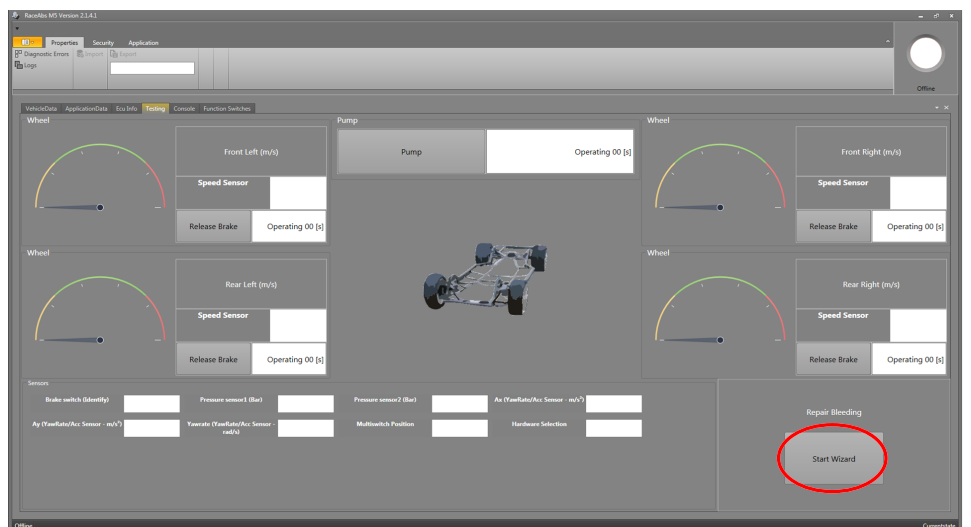 RaceAbs M5 Version 2.1.4.1
Properties Security Application
Diagnostic Errors Import Export
Logs
Offline
VehicleData ApplicationData Ecu Info Testing Console Function Switches
Wheel
Front Left (m/s)
Speed Sensor
Release Brake Operating 00 [s]
Pump
Pump Operating 00 [s]
Wheel
Front Right (m/s)
Speed Sensor
Release Brake Operating 00 [s]
Wheel
Rear Left (m/s)
Speed Sensor
Release Brake Operating 00 [s]
Wheel
Rear Right (m/s)
Speed Sensor
Release Brake Operating 00 [s]
Sensors
Brake switch (Identify) Pressure sensor1 (Bar) Pressure sensor2 (Bar) Ax (YawRate/Acc Sensor - m/s²)
Ay (YawRate/Acc Sensor - m/s²) Yawrate (YawRate/Acc Sensor - Multiswitch Position Hardware Selection
rad/s)
Repair Bleeding
Start Wizard
Offline Currentstate